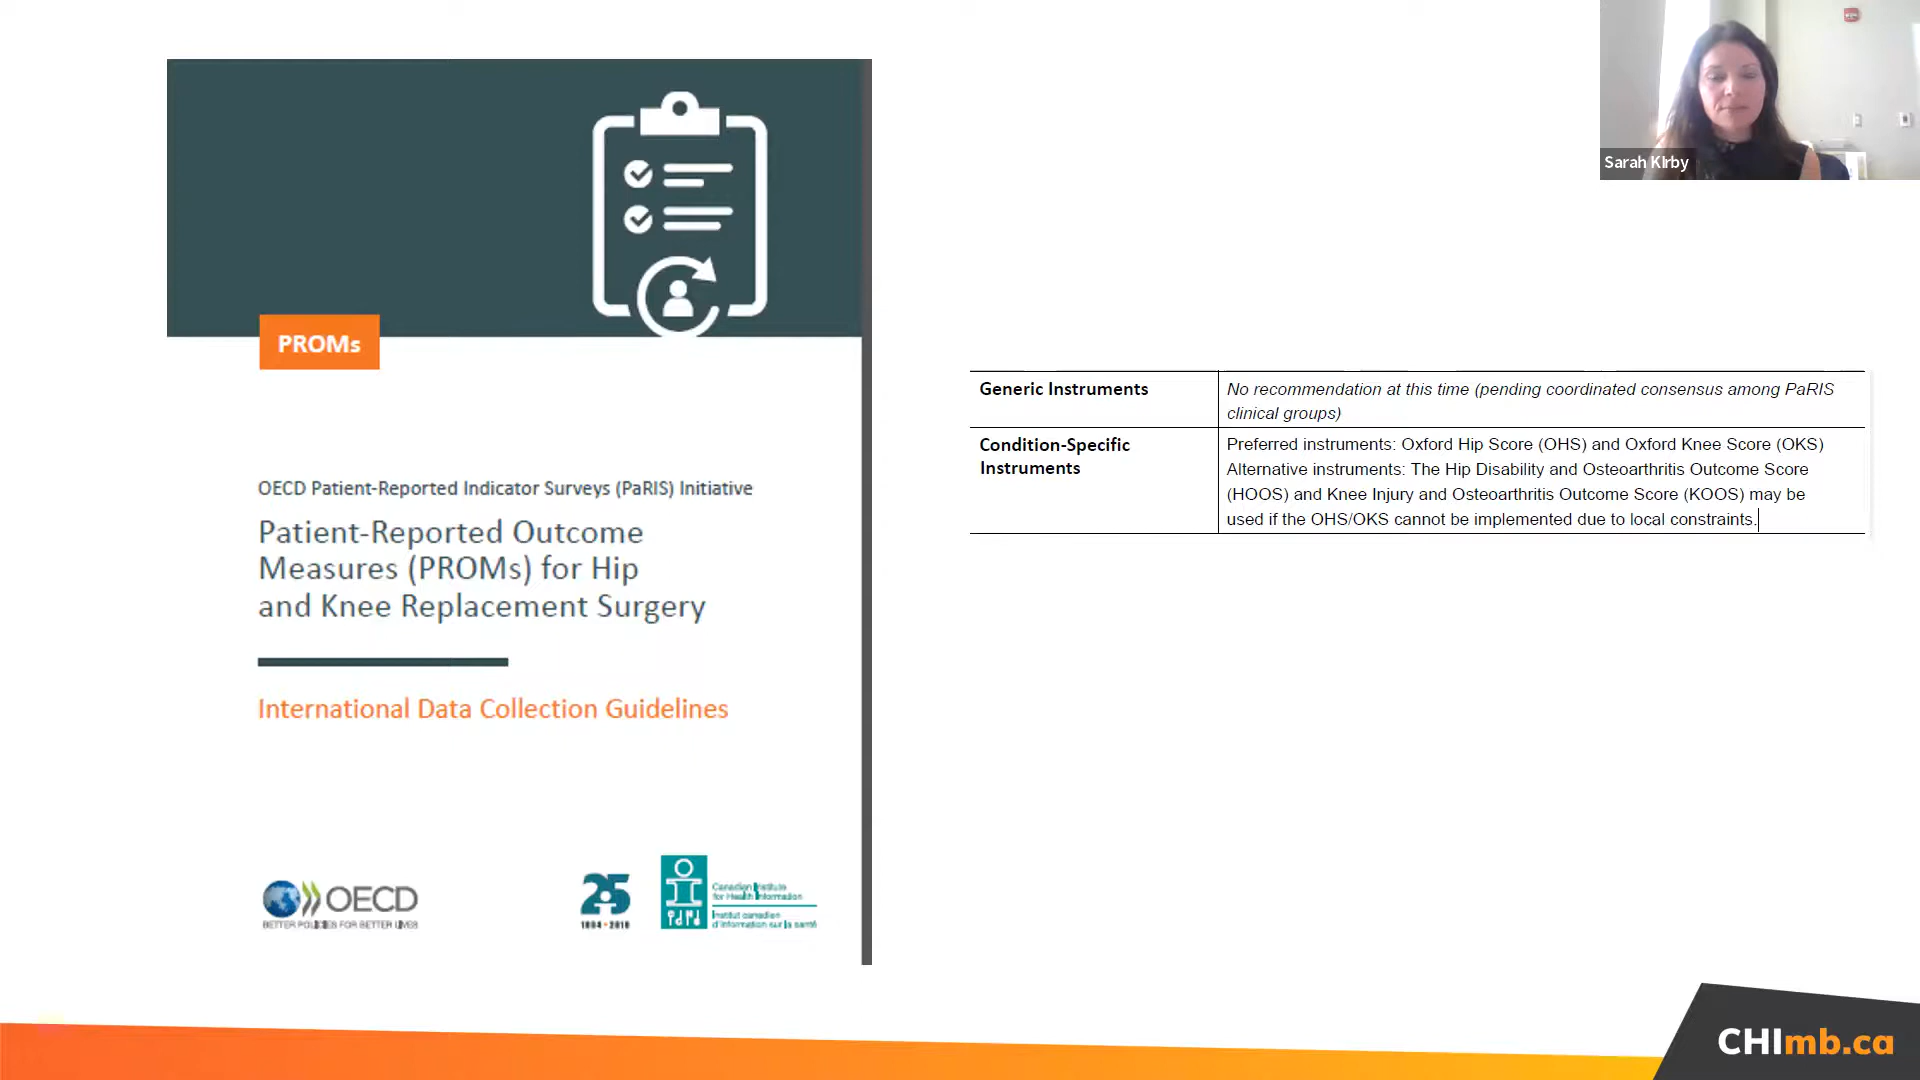 Sarah Kirby
PROMs
OECD Patient-Reported Indicator Surveys (PaRIS) Initiative
Patient-Reported Outcome
Measures (PROMs) for Hip
and Knee Replacement Surgery
International Data Collection Guidelines
OECD
BETTER POLICIES FOR BETTER LIVES
25
1994 • 2019
Canadian Institute
for Health Information
Institut canadien
d'information sur la santé
Generic Instruments
No recommendation at this time (pending coordinated consensus among PaRIS
clinical groups)
Condition-Specific
Instruments
Preferred instruments: Oxford Hip Score (OHS) and Oxford Knee Score (OKS)
Alternative instruments: The Hip Disability and Osteoarthritis Outcome Score
(HOOS) and Knee Injury and Osteoarthritis Outcome Score (KOOS) may be
used if the OHS/OKS cannot be implemented due to local constraints.
CHImb.ca